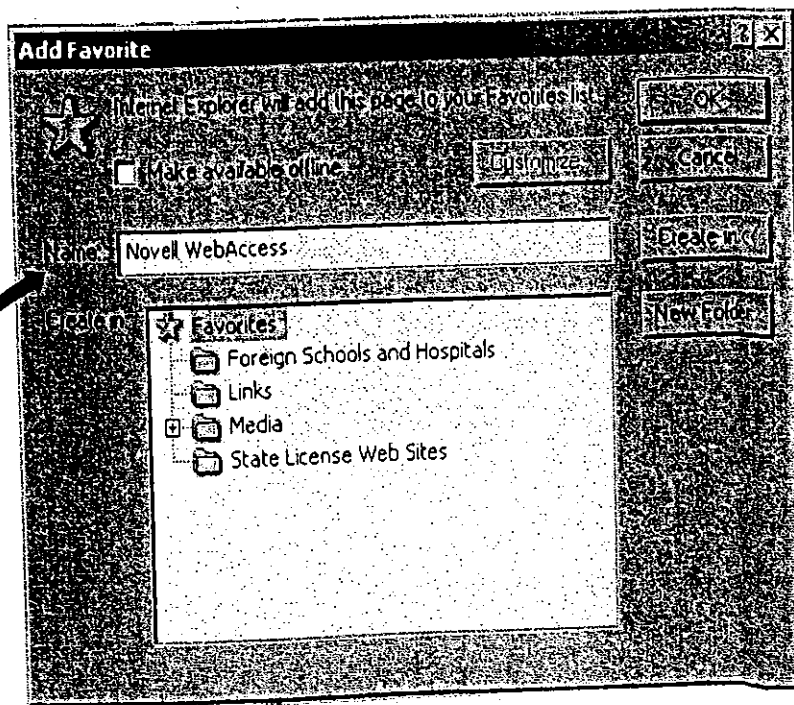 Add Favorite
Internet Explorer will add this page to your Favorites list.
OK
Make available offline
Customize...
Cancel
Name: Novell WebAccess
Create in <<
Create in:
Favorites
New Folder...
Foreign Schools and Hospitals
Links
Media
State License Web Sites